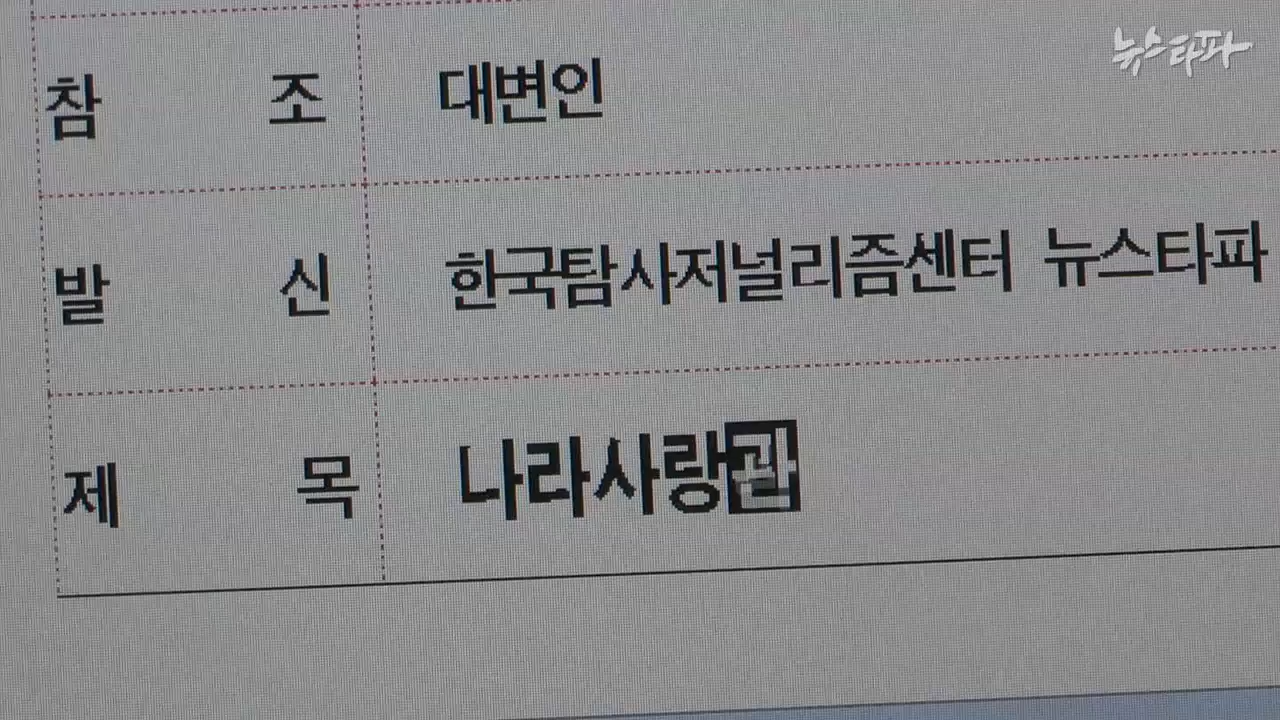 뉴스타파
참 조 대변인
발 신 한국탐사저널리즘센터 뉴스타파
제 목 나라사랑